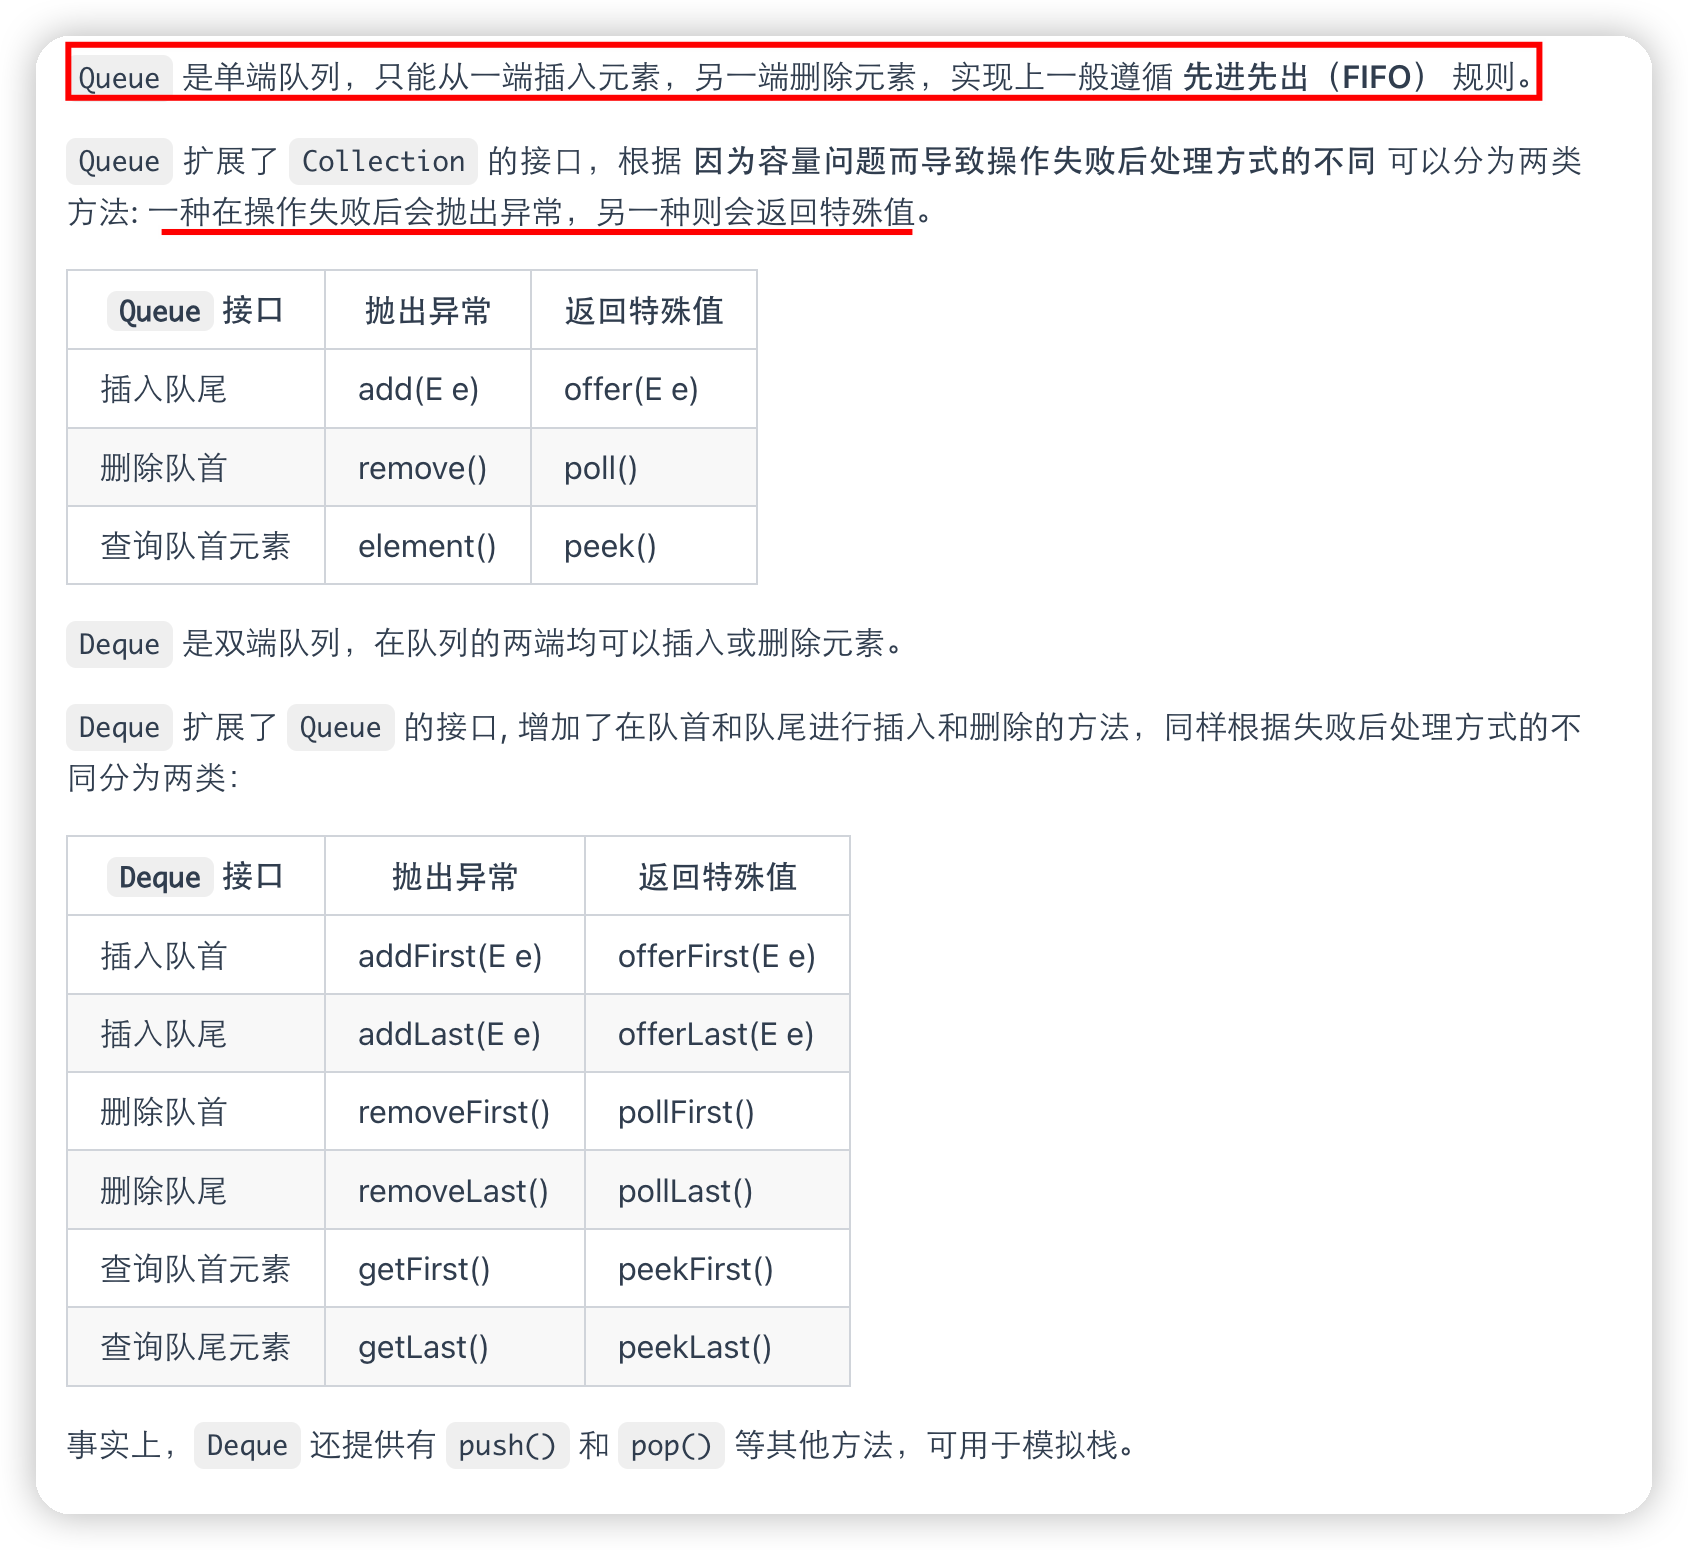 Queue 是单端队列，只能从一端插入元素，另一端删除元素，实现上一般遵循 先进先出（FIFO） 规则。
Queue 扩展了 Collection 的接口，根据 因为容量问题而导致操作失败后处理方式的不同 可以分为两类
方法: 一种在操作失败后会抛出异常，另一种则会返回特殊值。
Queue 接口 抛出异常 返回特殊值
插入队尾 add(E e) offer(E e)
删除队首 remove() poll()
查询队首元素 element() peek()
Deque 是双端队列，在队列的两端均可以插入或删除元素。
Deque 扩展了 Queue 的接口, 增加了在队首和队尾进行插入和删除的方法，同样根据失败后处理方式的不
同分为两类：
Deque 接口 抛出异常 返回特殊值
插入队首 addFirst(E e) offerFirst(E e)
插入队尾 addLast(E e) offerLast(E e)
删除队首 removeFirst() pollFirst()
删除队尾 removeLast() pollLast()
查询队首元素 getFirst() peekFirst()
查询队尾元素 getLast() peekLast()
事实上，Deque 还提供有 push() 和 pop() 等其他方法，可用于模拟栈。